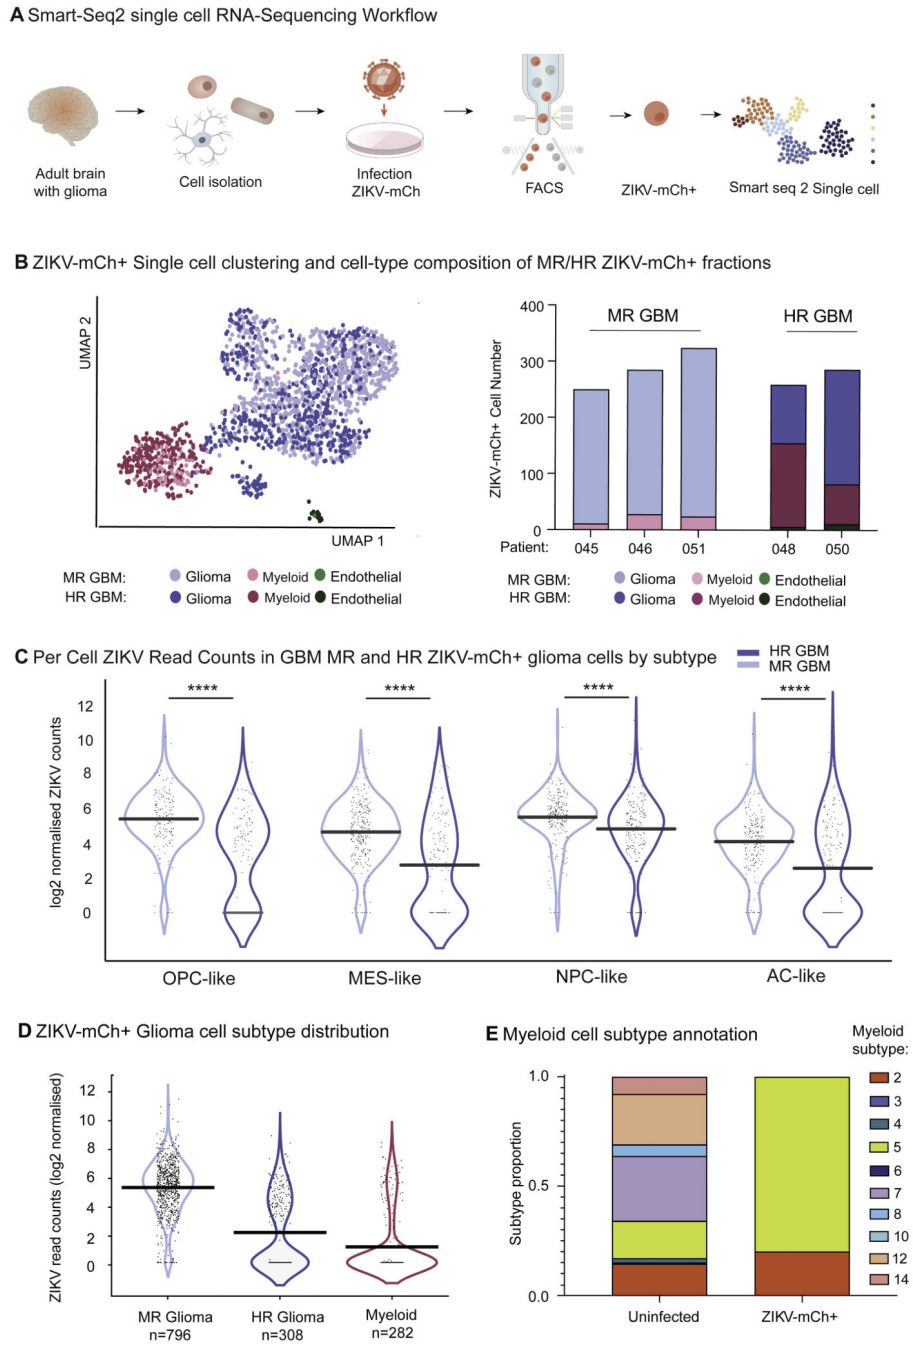 A Smart-Seq2 single cell RNA-Sequencing Workflow
Adult brain
with glioma
Cell isolation
Infection
ZIKV-mCh
FACS
ZIKV-mCh+
Smart seq 2 Single cell
B ZIKV-mCh+ Single cell clustering and cell-type composition of MR/HR ZIKV-mCh+ fractions
UMAP 2
UMAP 1
MR GBM: Glioma Myeloid Endothelial
HR GBM: Glioma Myeloid Endothelial
ZIKV-mCh+ Cell Number
400
300
200
100
0
MR GBM
HR GBM
Patient: 045 046 051 048 050
MR GBM: Glioma Myeloid Endothelial
HR GBM: Glioma Myeloid Endothelial
C Per Cell ZIKV Read Counts in GBM MR and HR ZIKV-mCh+ glioma cells by subtype
HR GBM
MR GBM
log2 normalised ZIKV counts
12
10
8
6
4
2
0
**** **** **** ****
OPC-like MES-like NPC-like AC-like
D ZIKV-mCh+ Glioma cell subtype distribution
ZIKV read counts (log2 normalised)
12
10
8
6
4
2
0
MR Glioma HR Glioma Myeloid
n=796 n=308 n=282
E Myeloid cell subtype annotation
Subtype proportion
1.0
0.5
0.0
Uninfected ZIKV-mCh+
Myeloid
subtype:
2
3
4
5
6
7
8
10
12
14